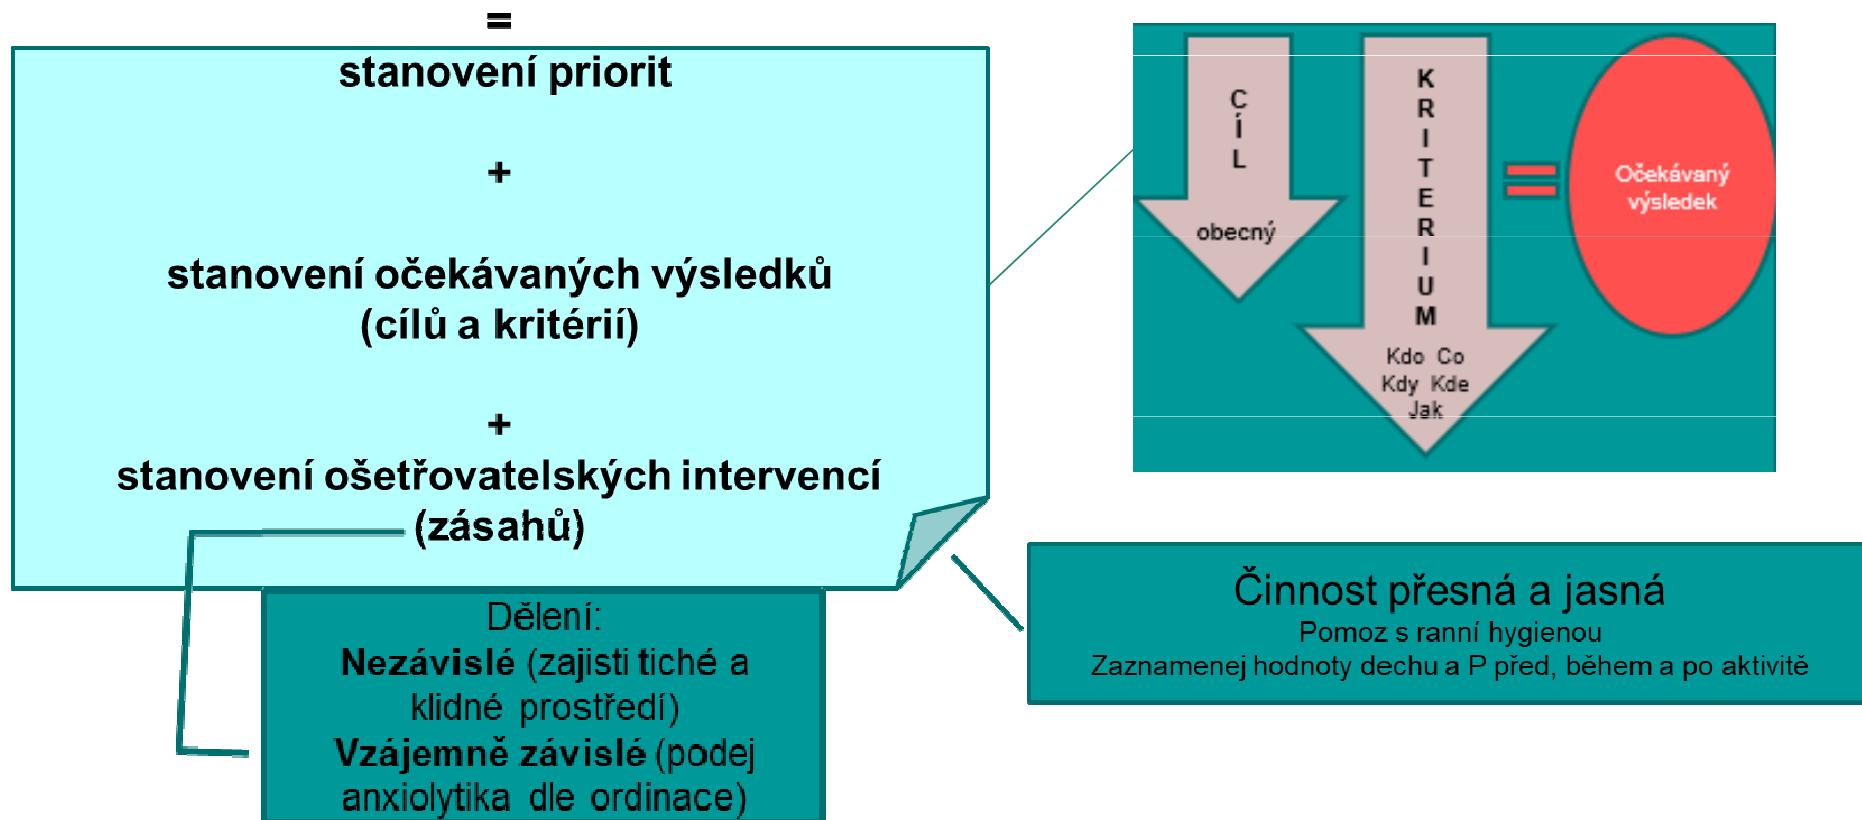 =
stanovení priorit
+
stanovení očekávaných výsledků
(cílů a kritérií)
+
stanovení ošetřovatelských intervencí
(zásahů)
Dělení:
Nezávislé (zajisti tiché a
klidné prostředí)
Vzájemně závislé (podej
anxiolytika dle ordinace)
CÍL
obecný
KRITERIUM
Kdo Co
Kdy Kde
Jak
=
Očekávaný
výsledek
Činnost přesná a jasná
Pomoz s ranní hygienou
Zaznamenej hodnoty dechu a P před, během a po aktivitě